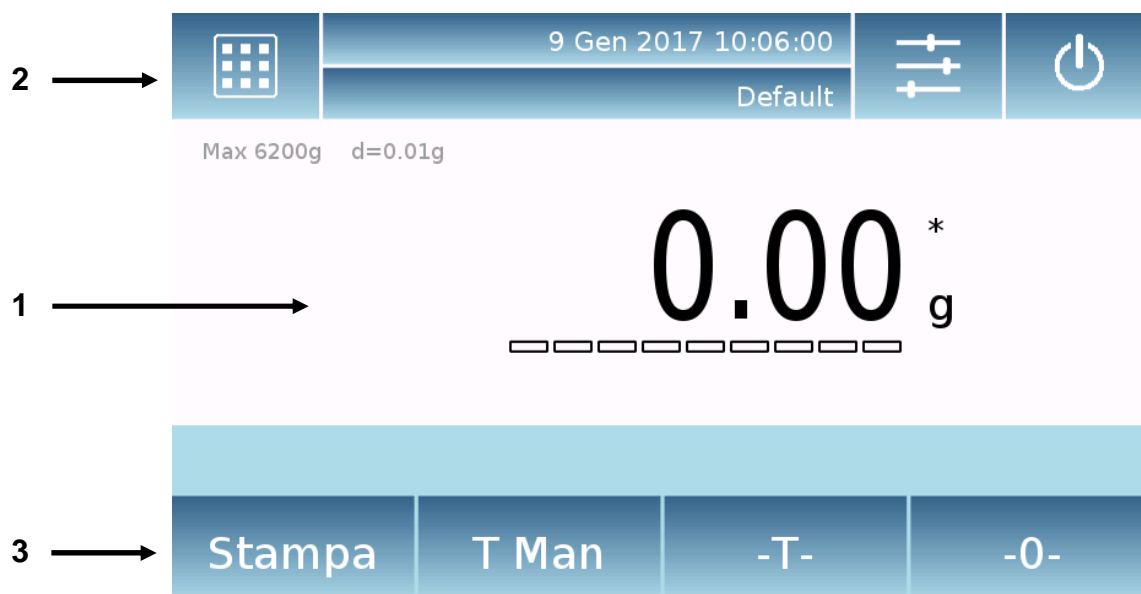 9 Gen 2017 10:06:00
2
Default
Max 6200g d=0.01g
*
1
0.00 g
3
Stampa T Man -T- -0-